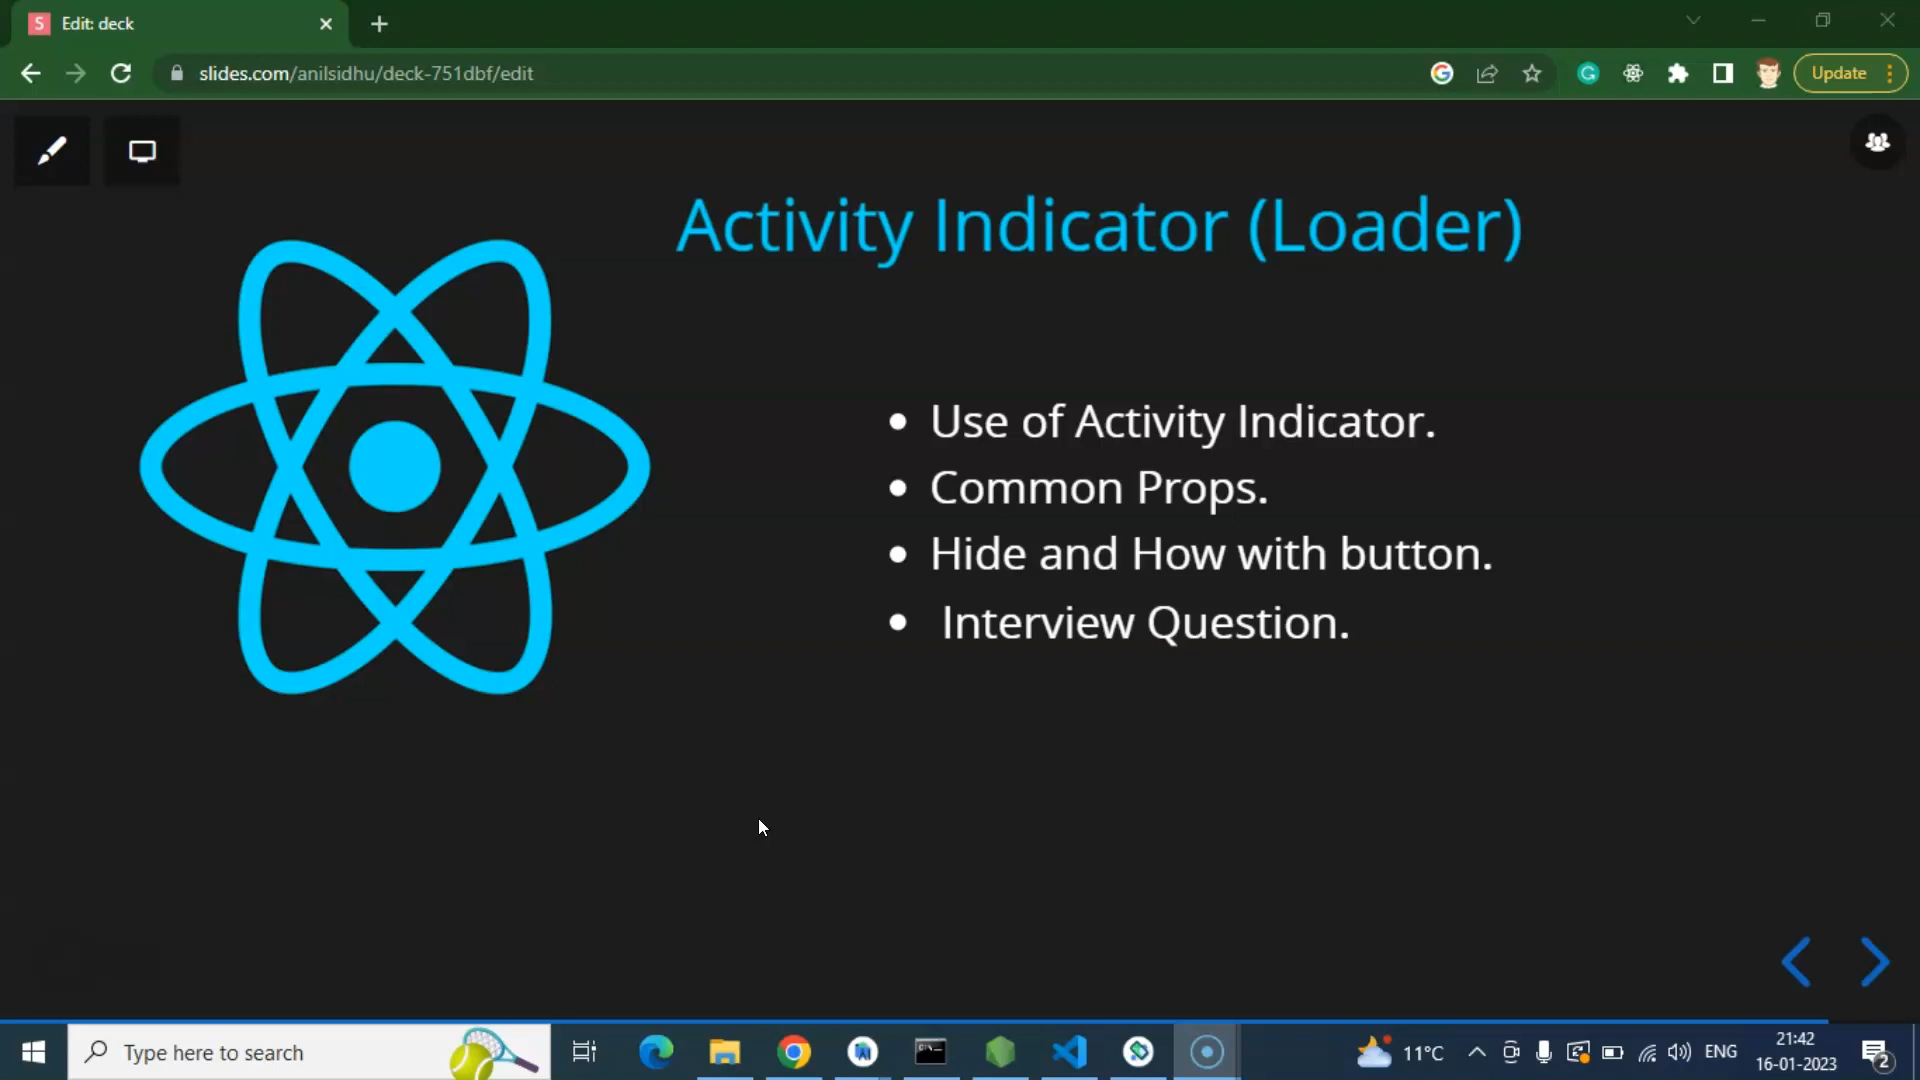 S Edit: deck
slides.com/anilsidhu/deck-751dbf/edit
Update
Activity Indicator (Loader)
Use of Activity Indicator.
Common Props.
Hide and How with button.
Interview Question.
Type here to search
11°C
ENG
21:42
16-01-2023
2